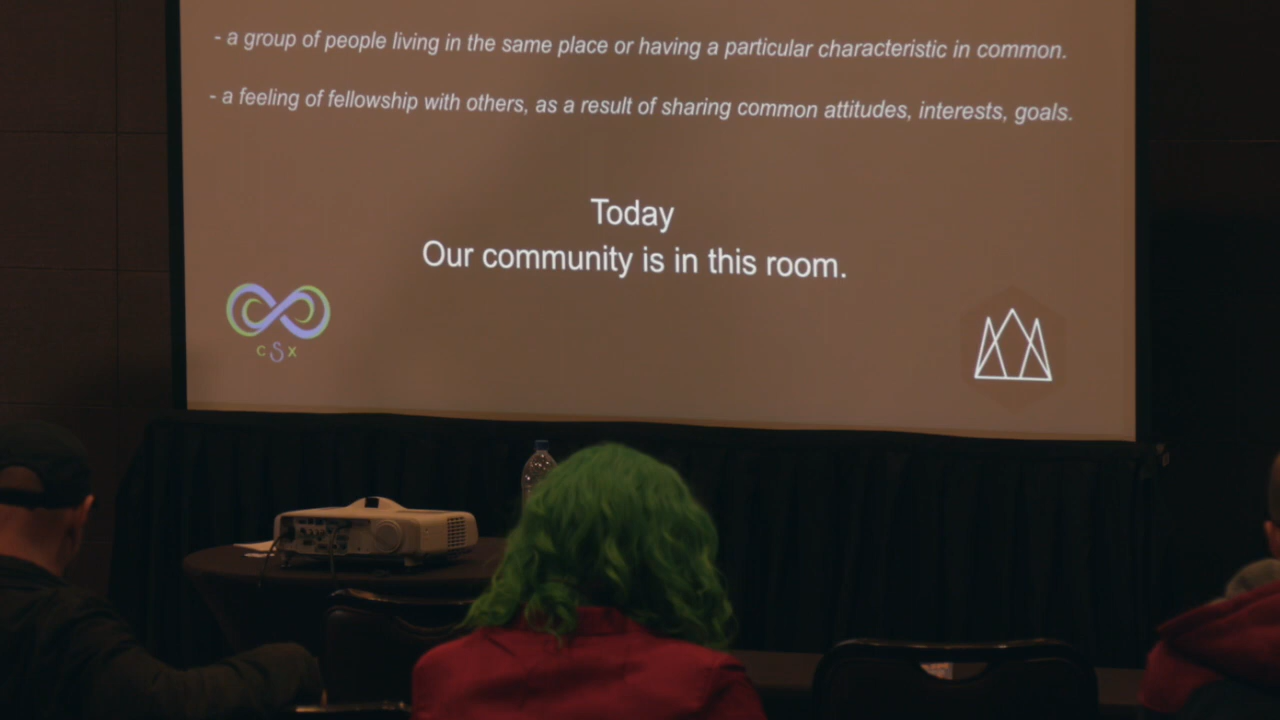 - a group of people living in the same place or having a particular characteristic in common.
- a feeling of fellowship with others, as a result of sharing common attitudes, interests, goals.
Today
Our community is in this room.
CSX